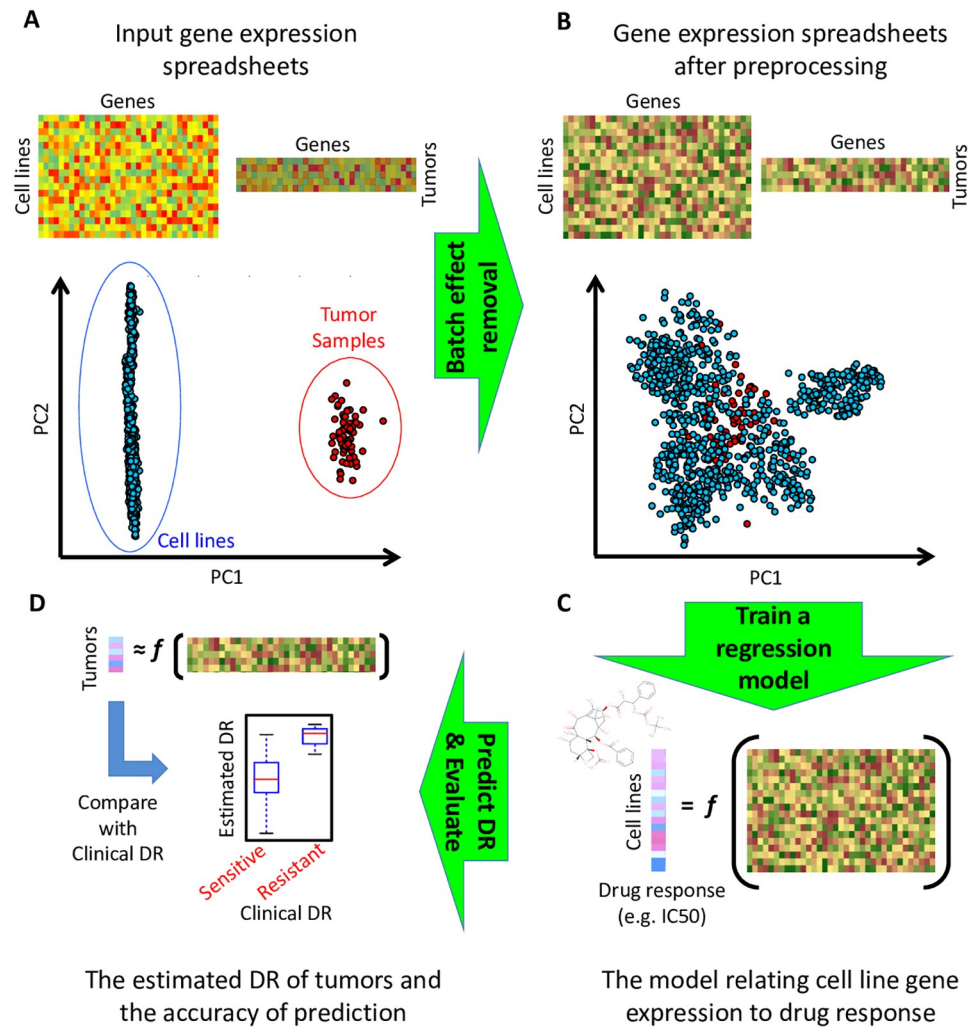 A
Input gene expression
spreadsheets
Genes
Cell lines
Genes
Tumors
PC2
Tumor
Samples
Cell lines
PC1
Batch effect
removal
B
Gene expression spreadsheets
after preprocessing
Genes
Cell lines
Genes
Tumors
PC2
PC1
C
Train a
regression
model
Cell lines
= f
Drug response
(e.g. IC50)
The model relating cell line gene
expression to drug response
Predict DR
& Evaluate
D
Tumors
≈ f
Compare
with
Clinical DR
Estimated DR
Sensitive
Resistant
Clinical DR
The estimated DR of tumors and
the accuracy of prediction